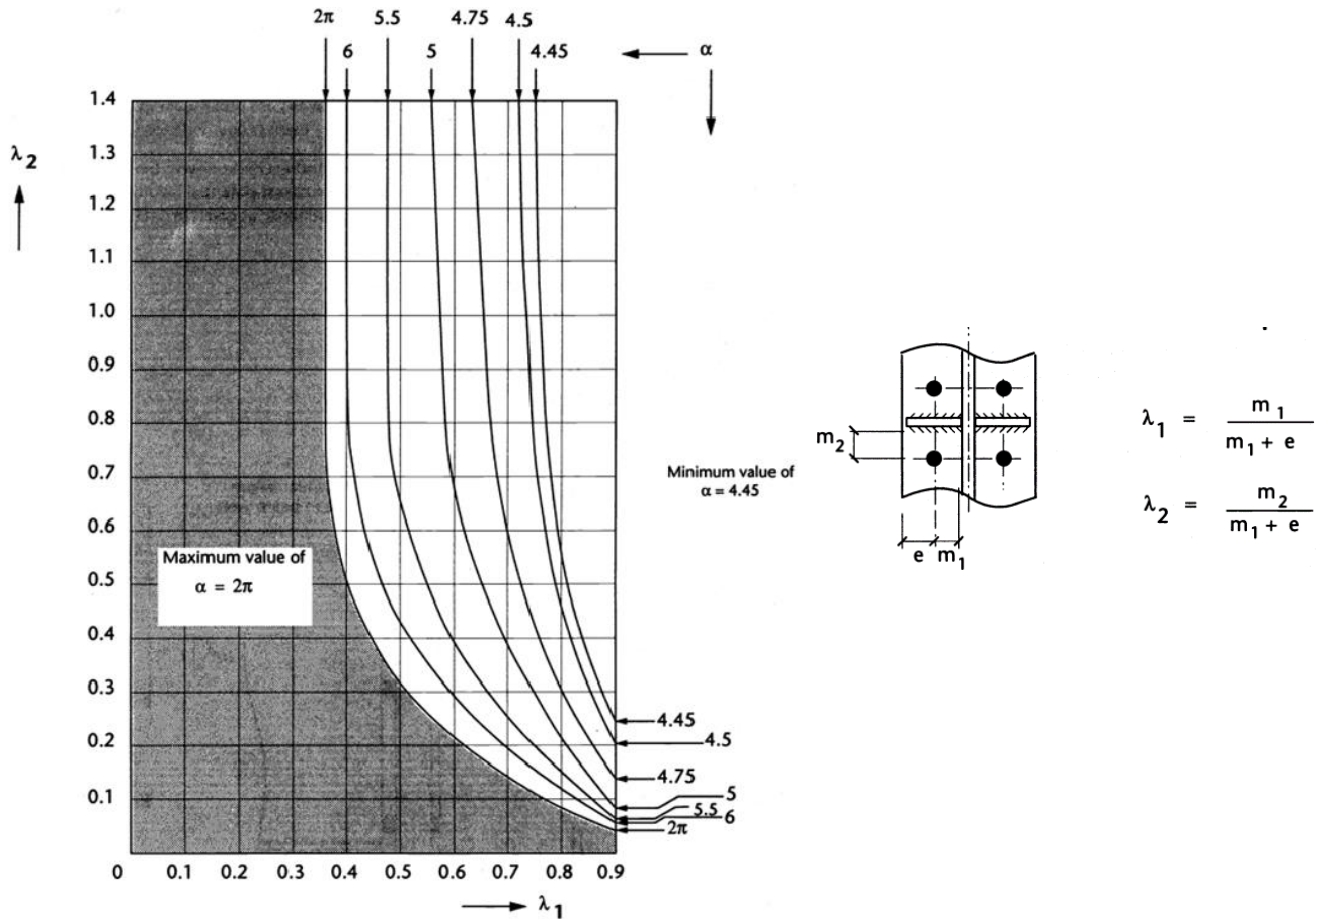 2π 5.5 4.75 4.5
6 5 4.45 α
1.4
1.3
λ2
1.2
1.1
1.0
0.9
0.8
0.7
0.6
0.5
0.4
0.3
0.2
0.1
Maximum value of
α = 2π
Minimum value of
α = 4.45
4.45
4.5
4.75
5
5.5 6
2π
0 0.1 0.2 0.3 0.4 0.5 0.6 0.7 0.8 0.9
λ1
m2
e m1
λ1 = m1
m1 + e
λ2 = m2
m1 + e